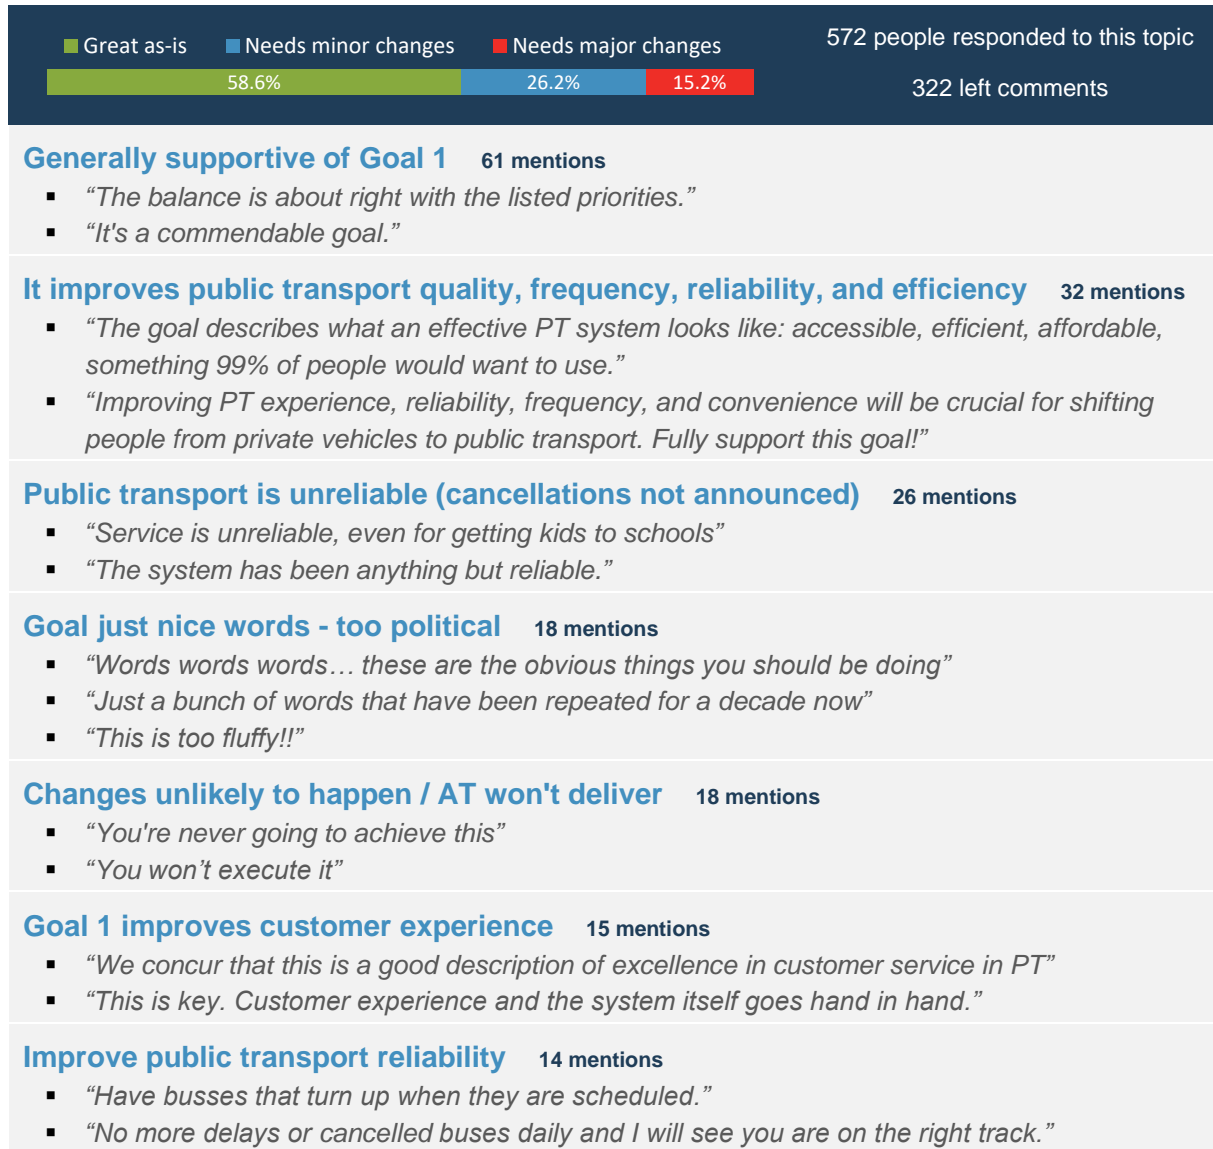 Great as-is Needs minor changes Needs major changes
58.6% 26.2% 15.2%
572 people responded to this topic
322 left comments
Generally supportive of Goal 1 61 mentions
▪ “The balance is about right with the listed priorities.”
▪ “It's a commendable goal.”
It improves public transport quality, frequency, reliability, and efficiency 32 mentions
▪ “The goal describes what an effective PT system looks like: accessible, efficient, affordable,
something 99% of people would want to use.”
▪ “Improving PT experience, reliability, frequency, and convenience will be crucial for shifting
people from private vehicles to public transport. Fully support this goal!”
Public transport is unreliable (cancellations not announced) 26 mentions
▪ “Service is unreliable, even for getting kids to schools”
▪ “The system has been anything but reliable.”
Goal just nice words - too political 18 mentions
▪ “Words words words… these are the obvious things you should be doing”
▪ “Just a bunch of words that have been repeated for a decade now”
▪ “This is too fluffy!!”
Changes unlikely to happen / AT won't deliver 18 mentions
▪ “You're never going to achieve this”
▪ “You won’t execute it”
Goal 1 improves customer experience 15 mentions
▪ “We concur that this is a good description of excellence in customer service in PT”
▪ “This is key. Customer experience and the system itself goes hand in hand.”
Improve public transport reliability 14 mentions
▪ “Have busses that turn up when they are scheduled.”
▪ “No more delays or cancelled buses daily and I will see you are on the right track.”